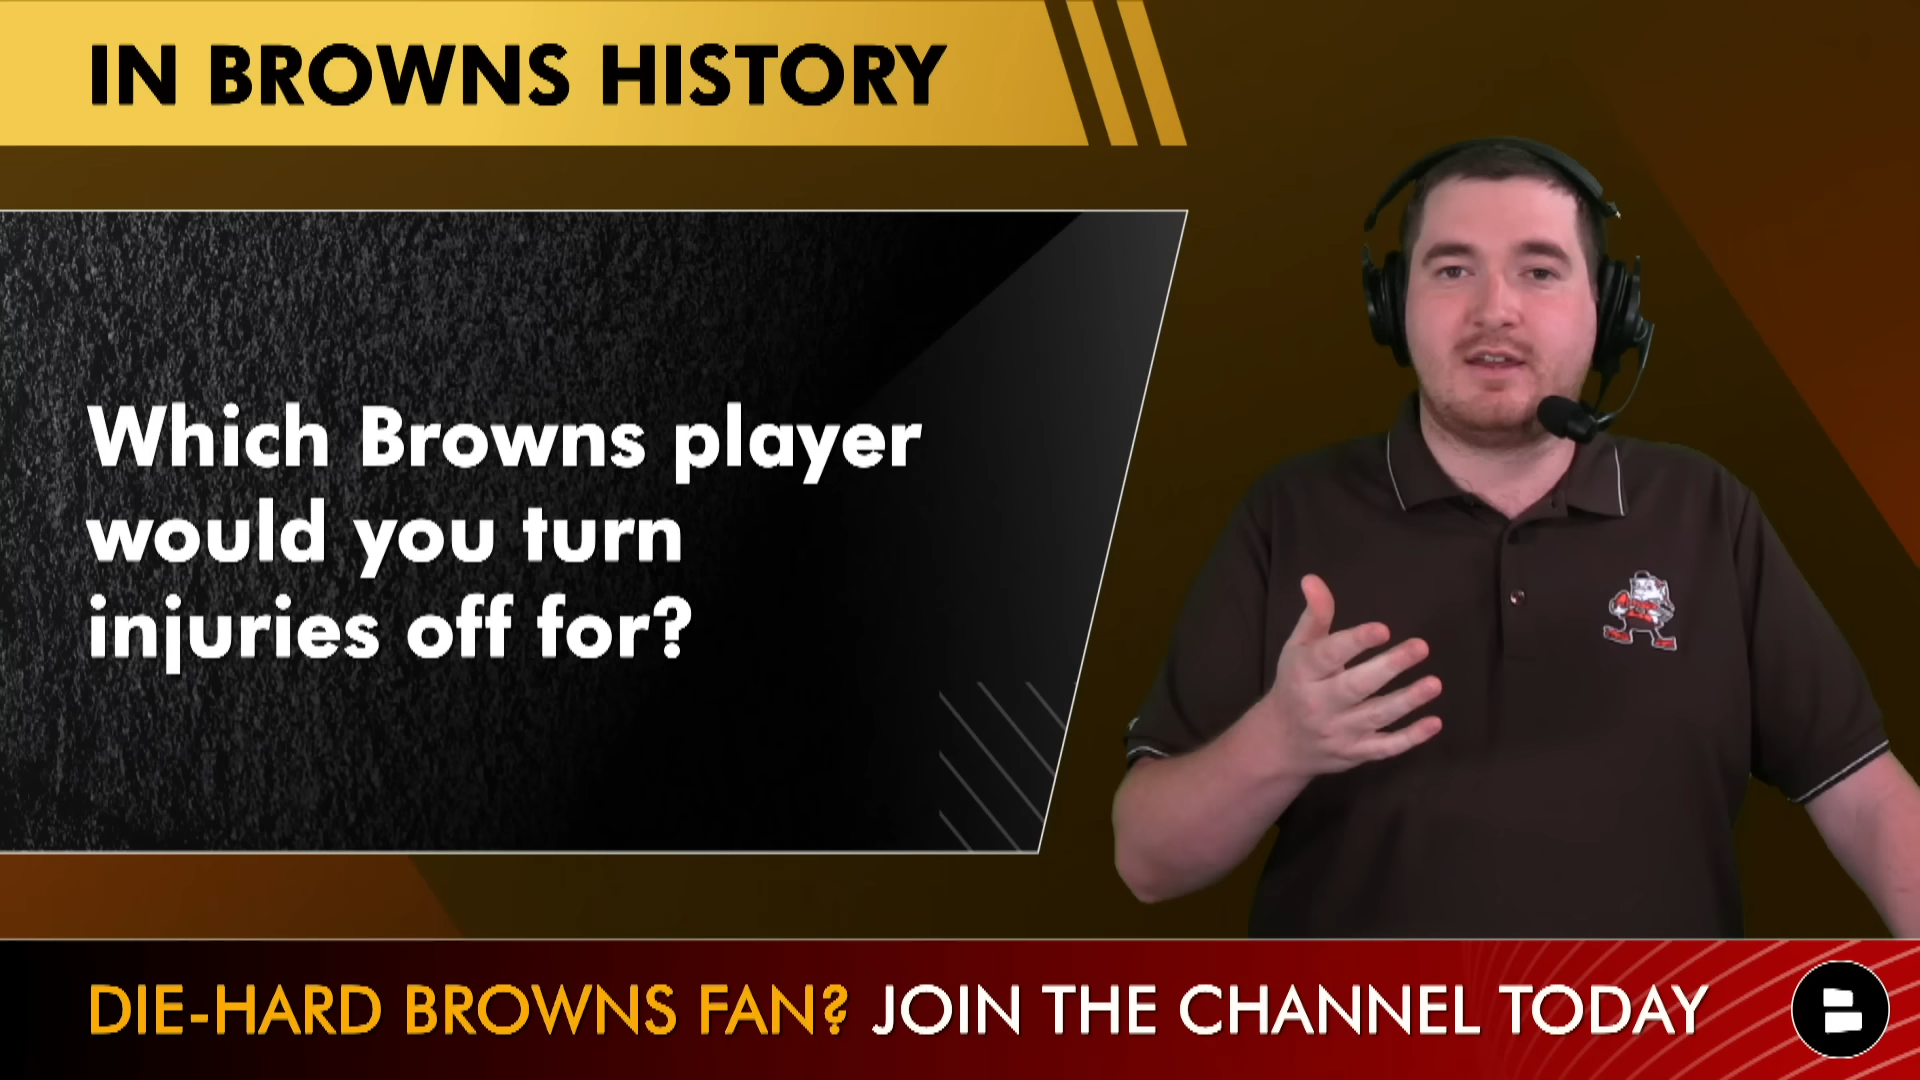 IN BROWNS HISTORY
Which Browns player
would you turn
injuries off for?
DIE-HARD BROWNS FAN? JOIN THE CHANNEL TODAY